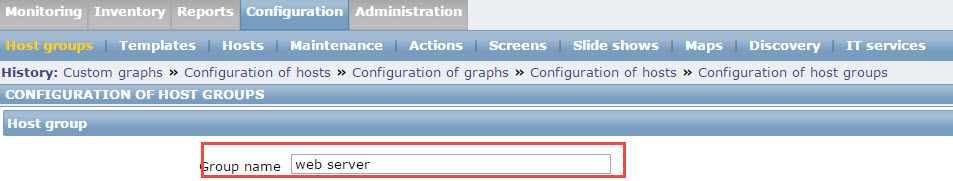 Monitoring Inventory Reports Configuration Administration
Host groups | Templates | Hosts | Maintenance | Actions | Screens | Slide shows | Maps | Discovery | IT services
History: Custom graphs » Configuration of hosts » Configuration of graphs » Configuration of hosts » Configuration of host groups
CONFIGURATION OF HOST GROUPS
Host group
Group name web server